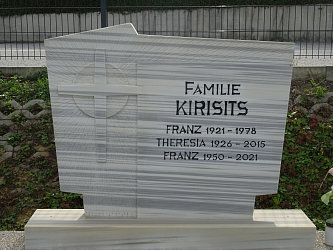 FAMILIE
KIRISITS
FRANZ 1921 - 1978
THERESIA 1926 - 2015
FRANZ 1950 - 2021